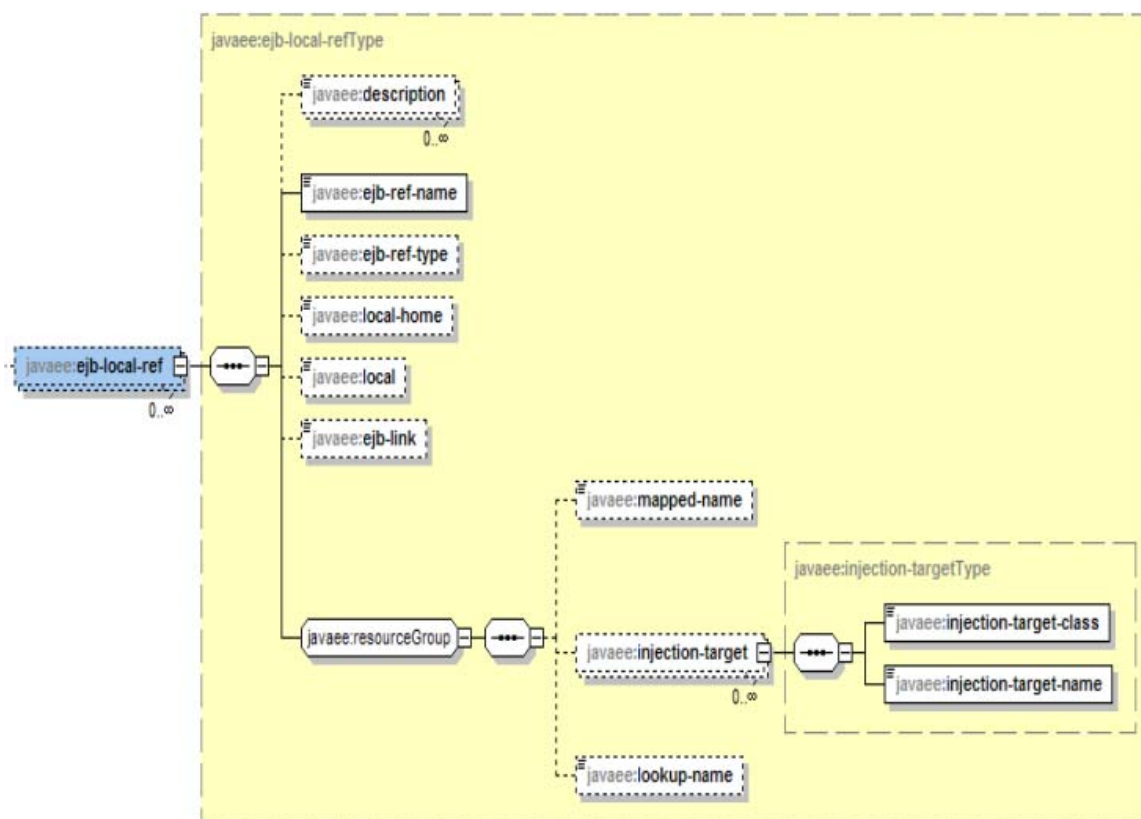 javaee:ejb-local-refType
javaee:description
0..∞
javaee:ejb-ref-name
javaee:ejb-ref-type
javaee:local-home
javaee:ejb-local-ref
0..∞
javaee:local
javaee:ejb-link
javaee:mapped-name
javaee:injection-targetType
javaee:resourceGroup
javaee:injection-target
0..∞
javaee:injection-target-class
javaee:injection-target-name
javaee:lookup-name